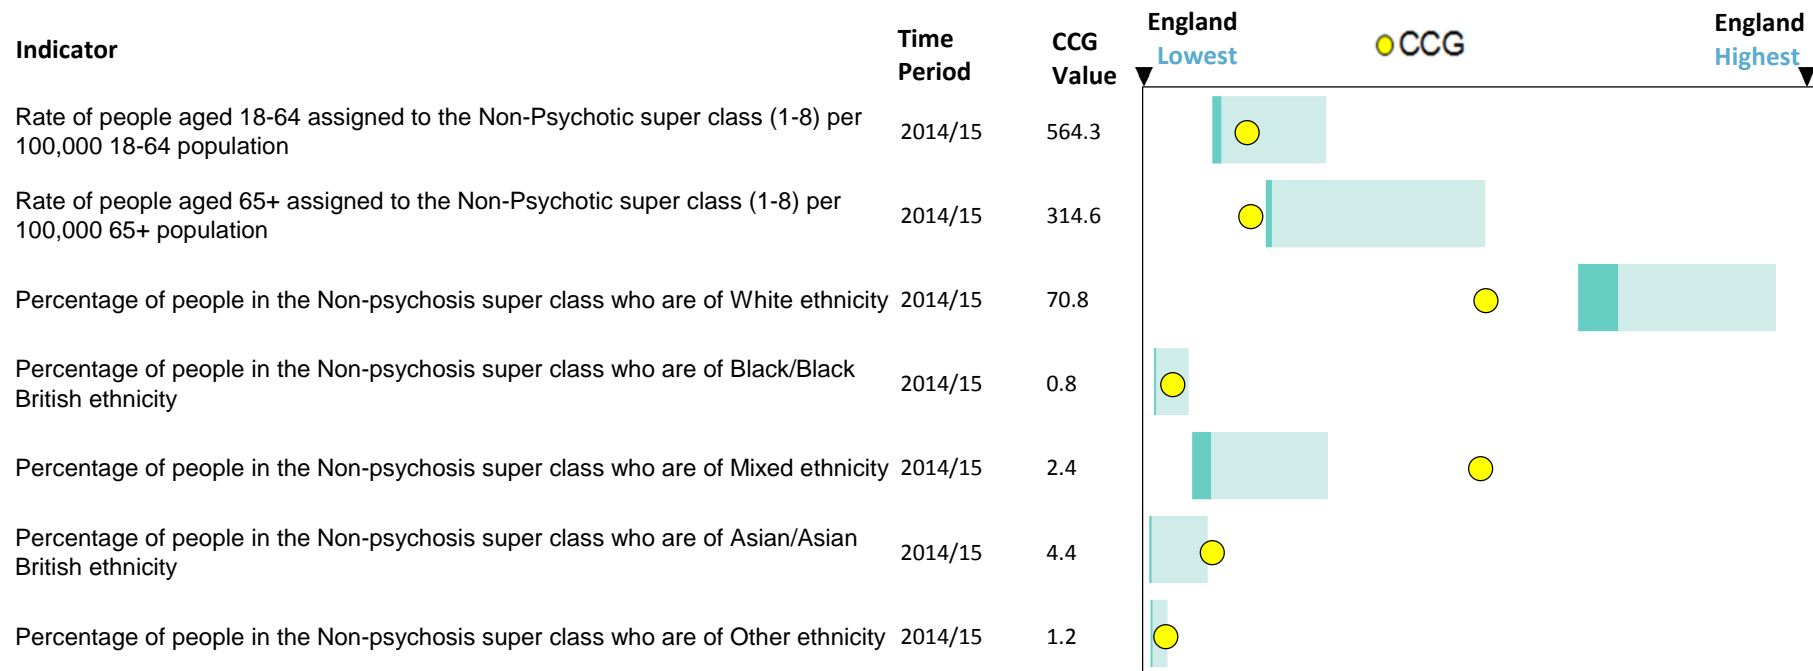 Indicator
Time Period
CCG Value
England Lowest
CCG
England Highest
Rate of people aged 18-64 assigned to the Non-Psychotic super class (1-8) per
100,000 18-64 population
2014/15
564.3
Rate of people aged 65+ assigned to the Non-Psychotic super class (1-8) per
100,000 65+ population
2014/15
314.6
Percentage of people in the Non-psychosis super class who are of White ethnicity
2014/15
70.8
Percentage of people in the Non-psychosis super class who are of Black/Black
British ethnicity
2014/15
0.8
Percentage of people in the Non-psychosis super class who are of Mixed ethnicity
2014/15
2.4
Percentage of people in the Non-psychosis super class who are of Asian/Asian
British ethnicity
2014/15
4.4
Percentage of people in the Non-psychosis super class who are of Other ethnicity
2014/15
1.2